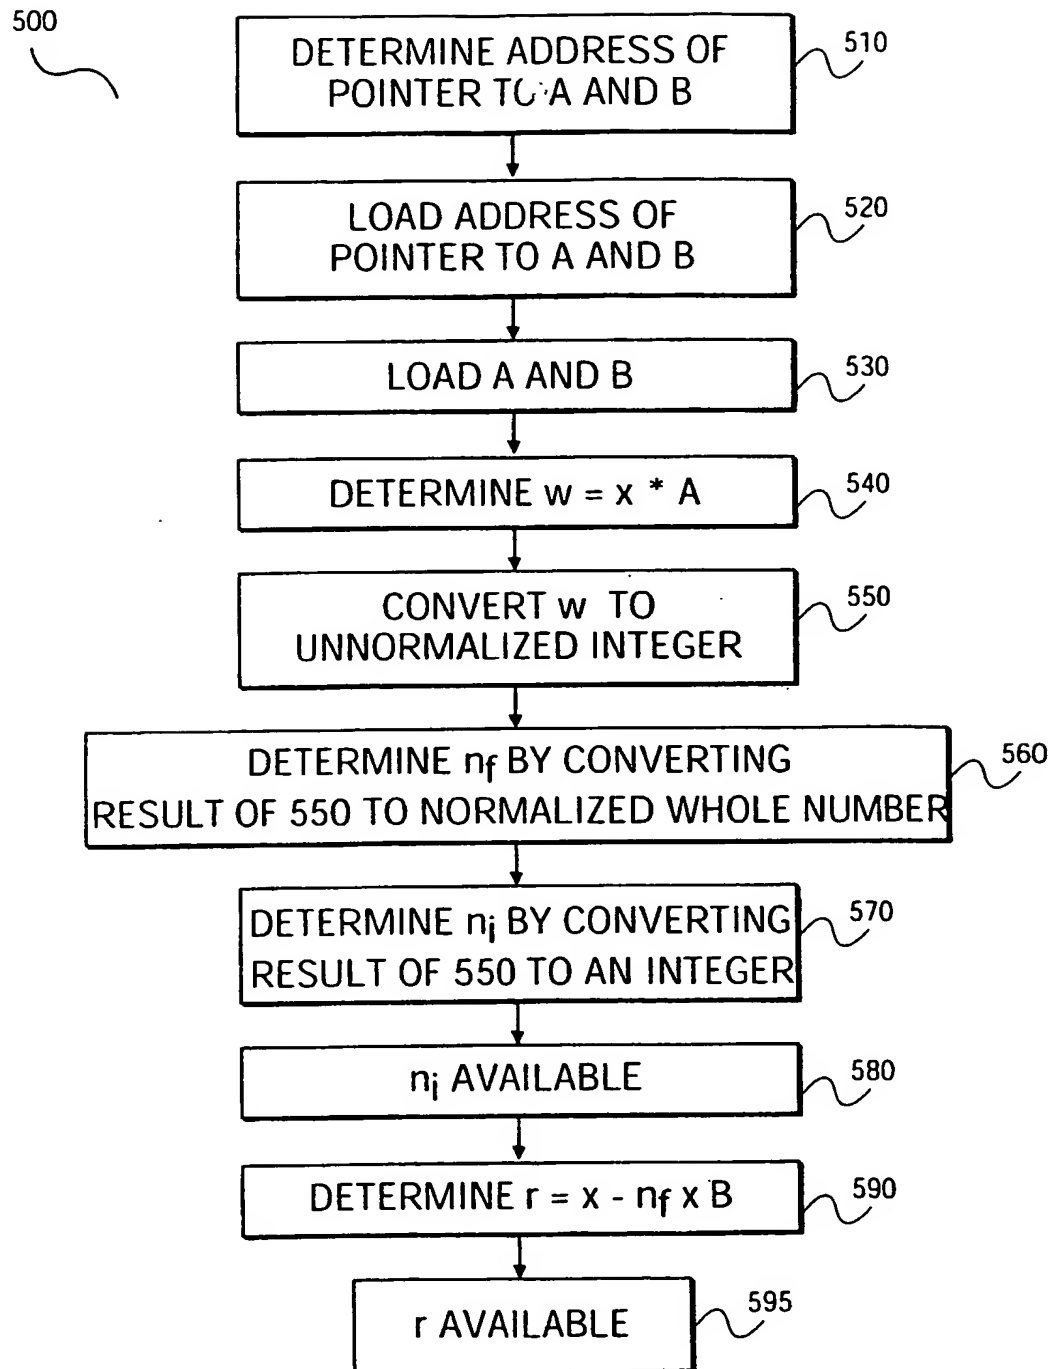 500
DETERMINE ADDRESS OF
POINTER TO A AND B
510
LOAD ADDRESS OF
POINTER TO A AND B
520
LOAD A AND B
530
DETERMINE w = x * A
540
CONVERT w TO
UNNORMALIZED INTEGER
550
DETERMINE nf BY CONVERTING
RESULT OF 550 TO NORMALIZED WHOLE NUMBER
560
DETERMINE ni BY CONVERTING
RESULT OF 550 TO AN INTEGER
570
ni AVAILABLE
580
DETERMINE r = x - nf x B
590
r AVAILABLE
595